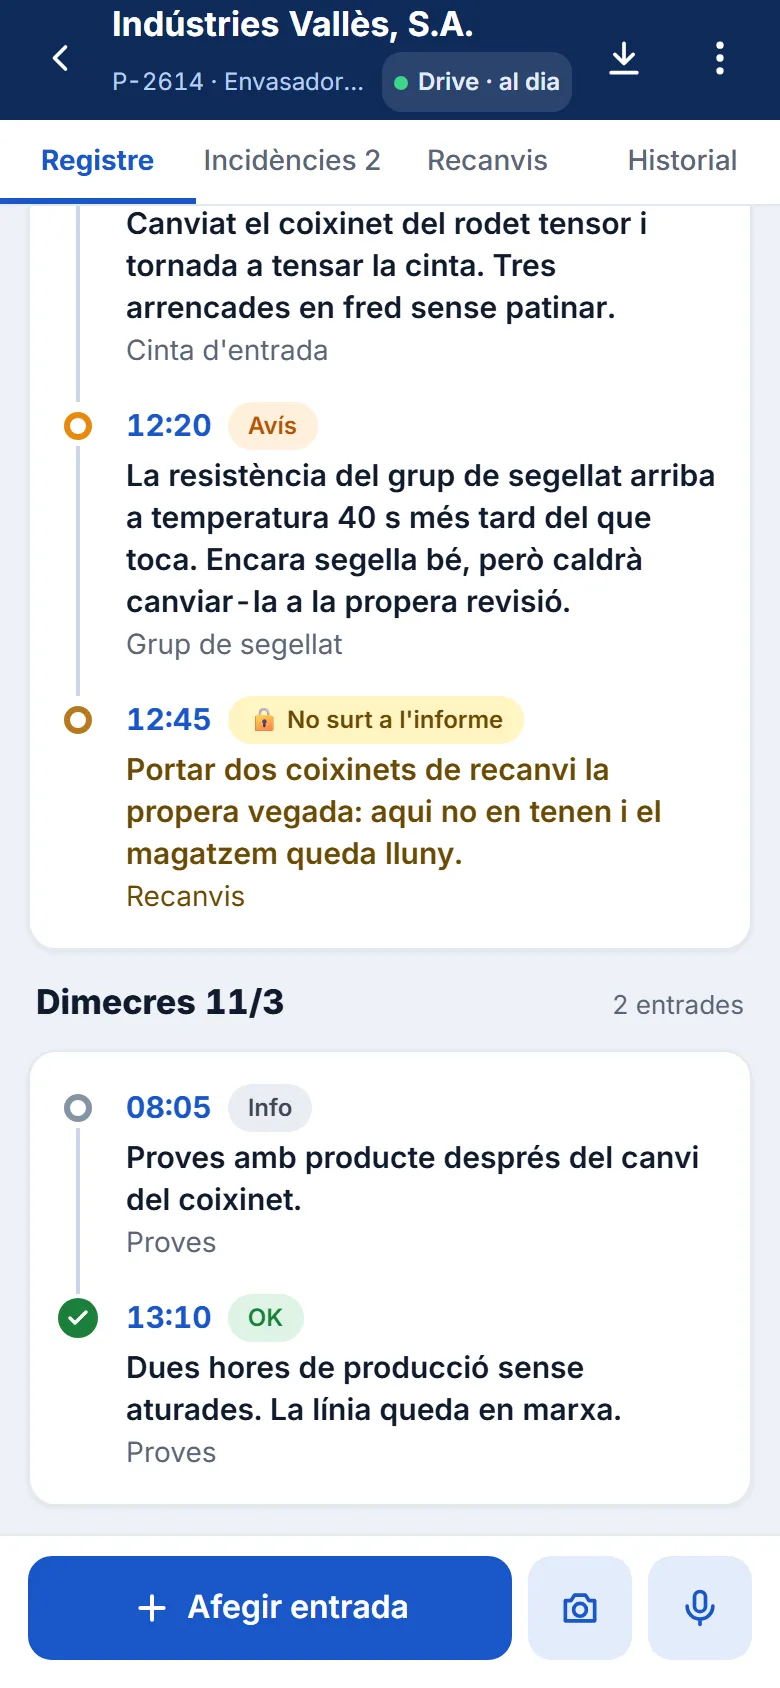 Indústries Vallès, S.A.
P-2614 · Envasador...
Drive · al dia
Registre
Incidències 2
Recanvis
Historial
Canviat el coixinet del rodet tensor i
tornada a tensar la cinta. Tres
arrencades en fred sense patinar.
Cinta d'entrada
12:20 Avís
La resistència del grup de segellat arriba
a temperatura 40 s més tard del que
toca. Encara segella bé, però caldrà
canviar-la a la propera revisió.
Grup de segellat
12:45 🔒 No surt a l'informe
Portar dos coixinets de recanvi la
propera vegada: aqui no en tenen i el
magatzem queda lluny.
Recanvis
Dimecres 11/3
2 entrades
08:05 Info
Proves amb producte després del canvi
del coixinet.
Proves
13:10 OK
Dues hores de producció sense
aturades. La línia queda en marxa.
Proves
Afegir entrada